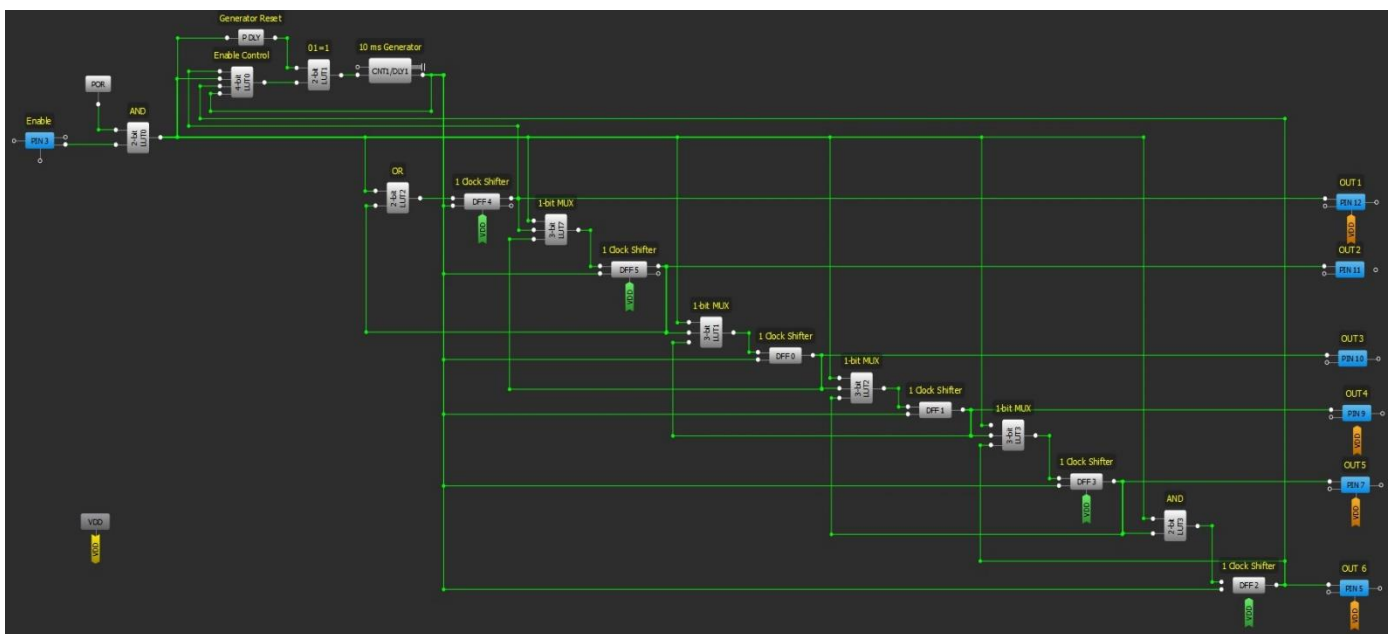 Generator Reset
P DLY
Enable Control
4-bit
LUT0
01=1
2-bit
LUT1
10 ms Generator
CNT1/DLY1
POR
Enable
PIN 3
AND
2-bit
LUT0
OR
2-bit
LUT2
1 Clock Shifter
DFF 4
VDD
1-bit MUX
3-bit
LUT7
OUT 1
PIN 12
VDD
1 Clock Shifter
DFF 5
VDD
OUT2
PIN 11
1-bit MUX
3-bit
LUT1
1 Clock Shifter
DFF 0
OUT3
PIN 10
1-bit MUX
3-bit
LUT2
1 Clock Shifter
DFF 1
OUT4
PIN 9
VDD
1-bit MUX
3-bit
LUT3
1 Clock Shifter
DFF 3
VDD
OUT5
PIN 7
VDD
AND
2-bit
LUT3
VDD
VDD
1 Clock Shifter
DFF 2
VDD
OUT 6
PIN 5
VDD